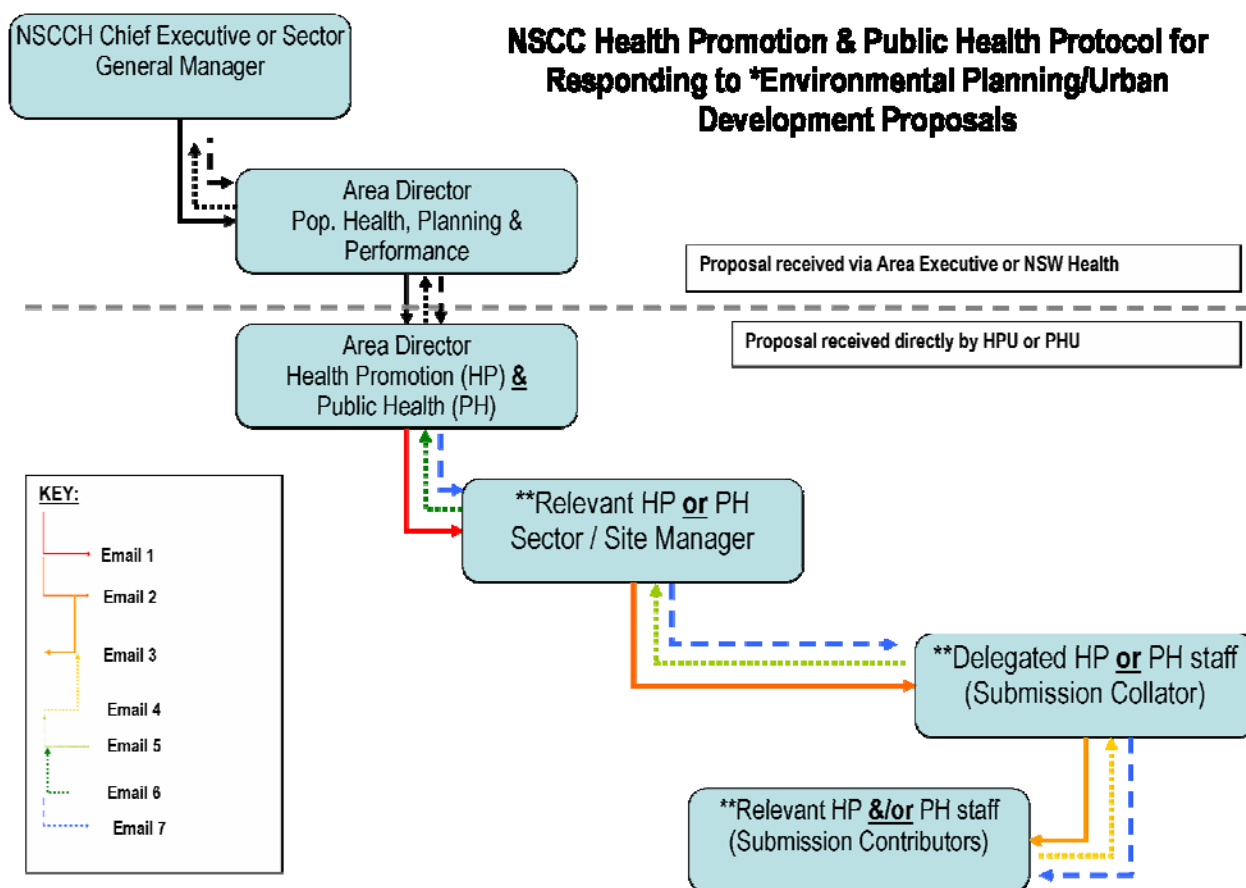 NSCCH Chief Executive or Sector
General Manager
NSCC Health Promotion & Public Health Protocol for
Responding to *Environmental Planning/Urban
Development Proposals
Area Director
Pop. Health, Planning &
Performance
Proposal received via Area Executive or NSW Health
Proposal received directly by HPU or PHU
Area Director
Health Promotion (HP) &
Public Health (PH)
**Relevant HP or PH
Sector / Site Manager
KEY:
Email 1
Email 2
Email 3
Email 4
Email 5
Email 6
Email 7
**Delegated HP or PH staff
(Submission Collator)
**Relevant HP &/or PH staff
(Submission Contributors)